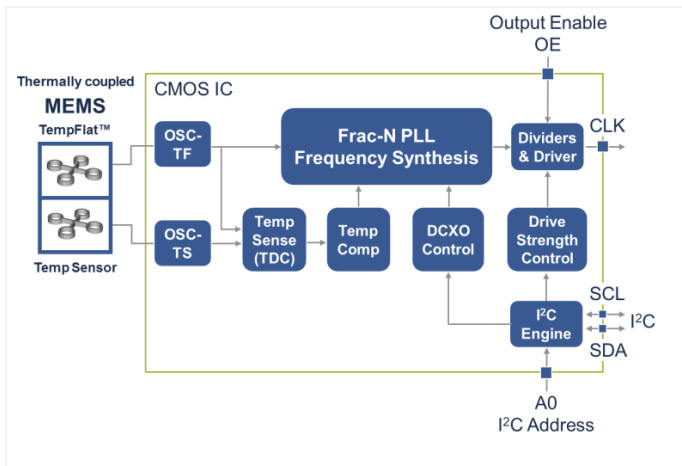 Output Enable
OE
Thermally coupled
MEMS
TempFlat™
CMOS IC
OSC-
TF
Frac-N PLL
Frequency Synthesis
Dividers
& Driver
CLK
OSC-
TS
Temp
Sense
(TDC)
Temp
Comp
DCXO
Control
Drive
Strength
Control
Temp Sensor
I²C
Engine
SCL
I²C
SDA
A0
I²C Address